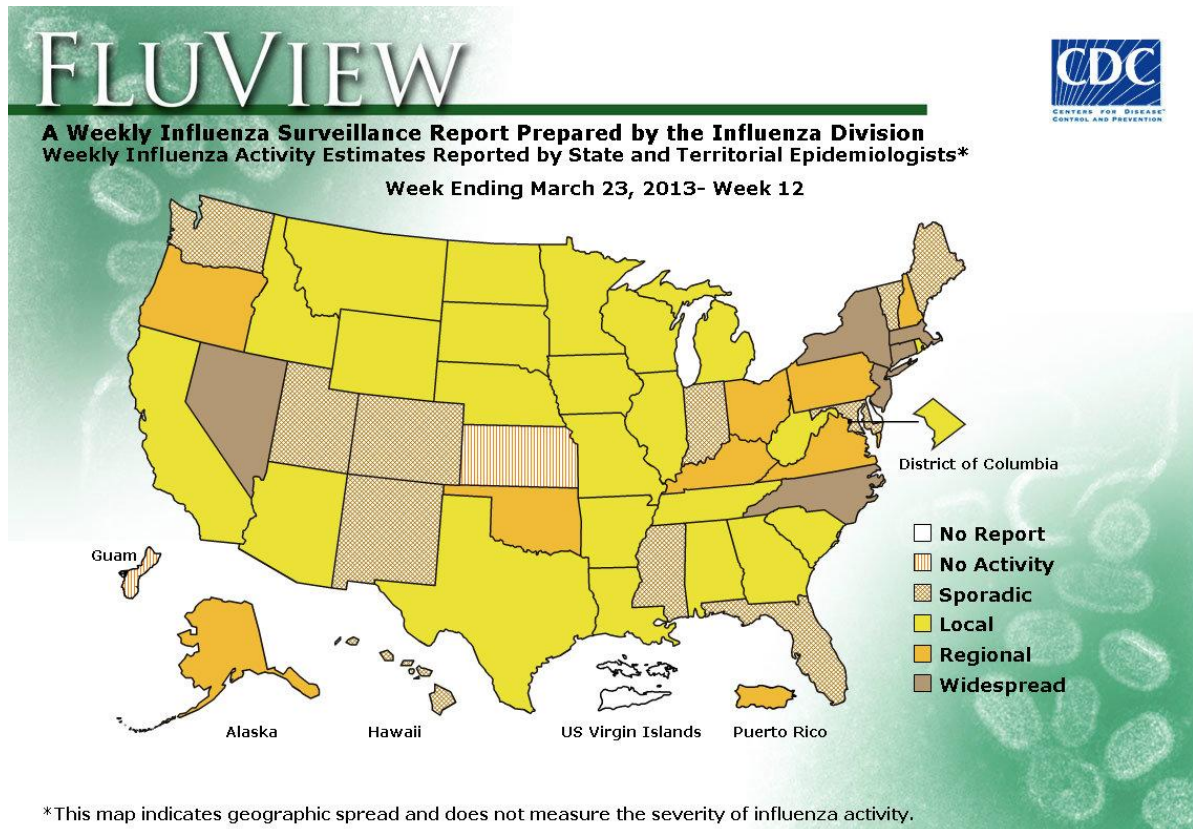 FLUVIEW
CDC
CENTERS FOR DISEASE™
CONTROL AND PREVENTION
A Weekly Influenza Surveillance Report Prepared by the Influenza Division
Weekly Influenza Activity Estimates Reported by State and Territorial Epidemiologists*
Week Ending March 23, 2013- Week 12
District of Columbia
Guam
No Report
No Activity
Sporadic
Local
Regional
Widespread
Alaska
Hawaii
US Virgin Islands
Puerto Rico
*This map indicates geographic spread and does not measure the severity of influenza activity.